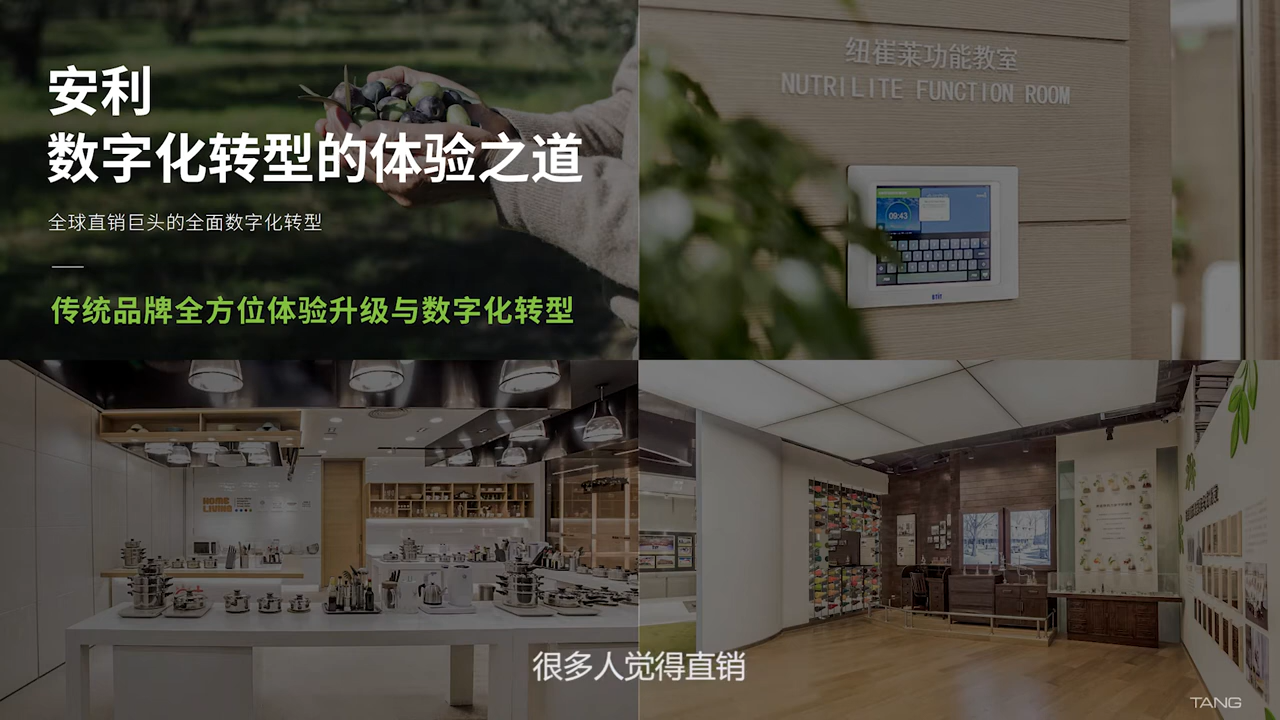 安利
数字化转型的体验之道
全球直销巨头的全面数字化转型
传统品牌全方位体验升级与数字化转型
纽崔莱功能教室
NUTRILITE FUNCTION ROOM
09:43
HOME
LIVING
很多人觉得直销
TANG